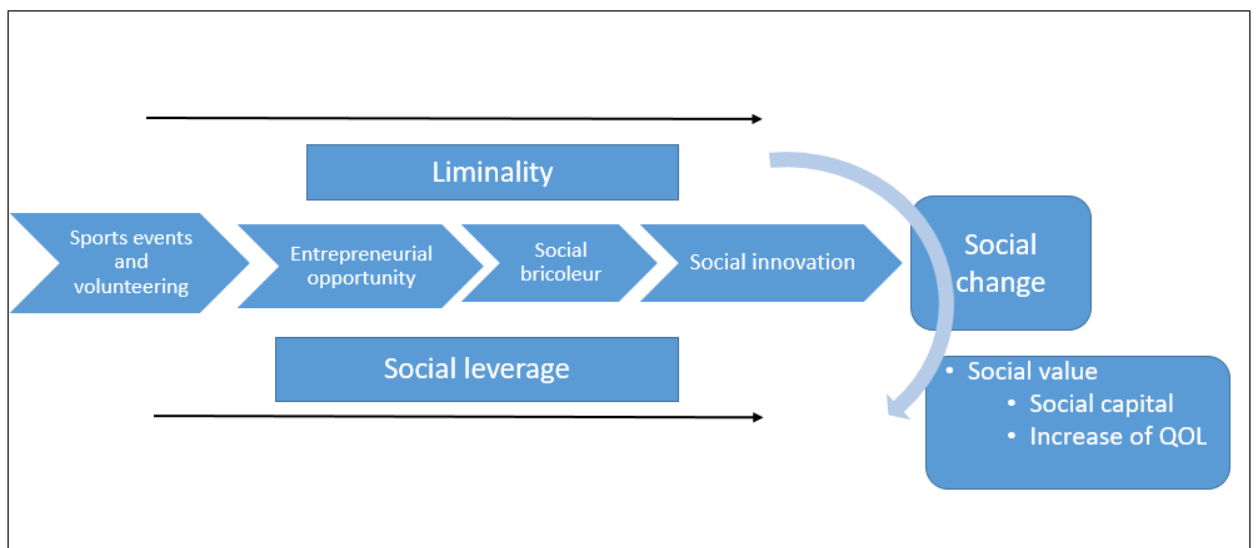 Liminality
Sports events
and
volunteering
Entrepreneurial
opportunity
Social
bricoleur
Social innovation
Social
change
Social leverage
• Social value
• Social capital
• Increase of QOL